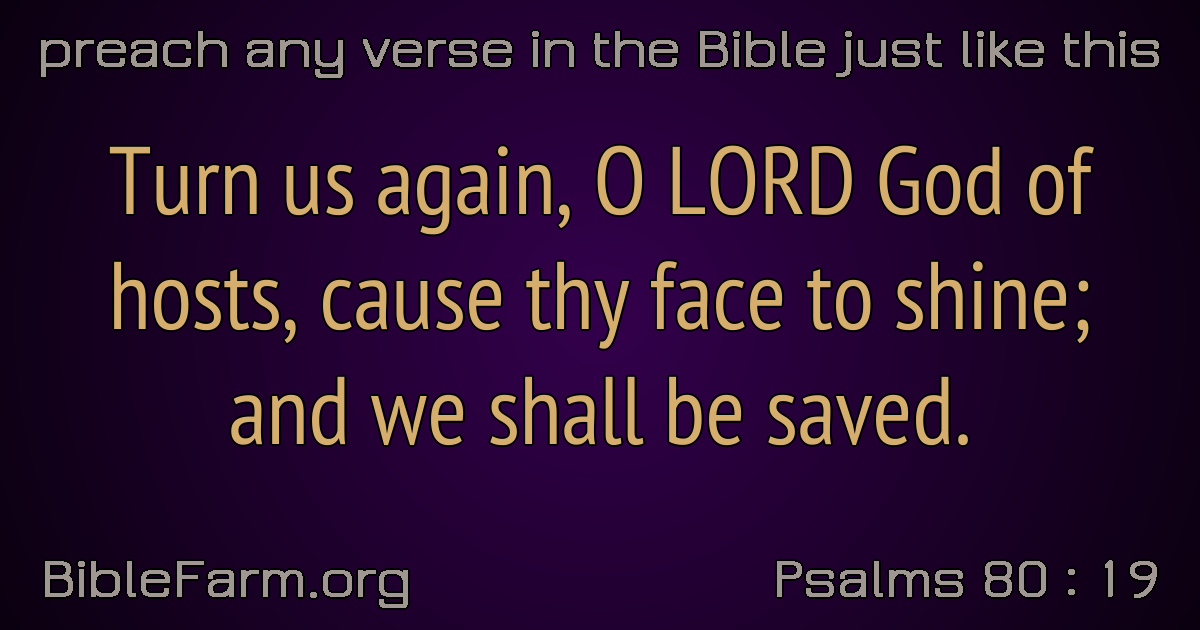 preach any verse in the Bible just like this
Turn us again, O LORD God of
hosts, cause thy face to shine;
and we shall be saved.
BibleFarm.org
Psalms 80 : 19